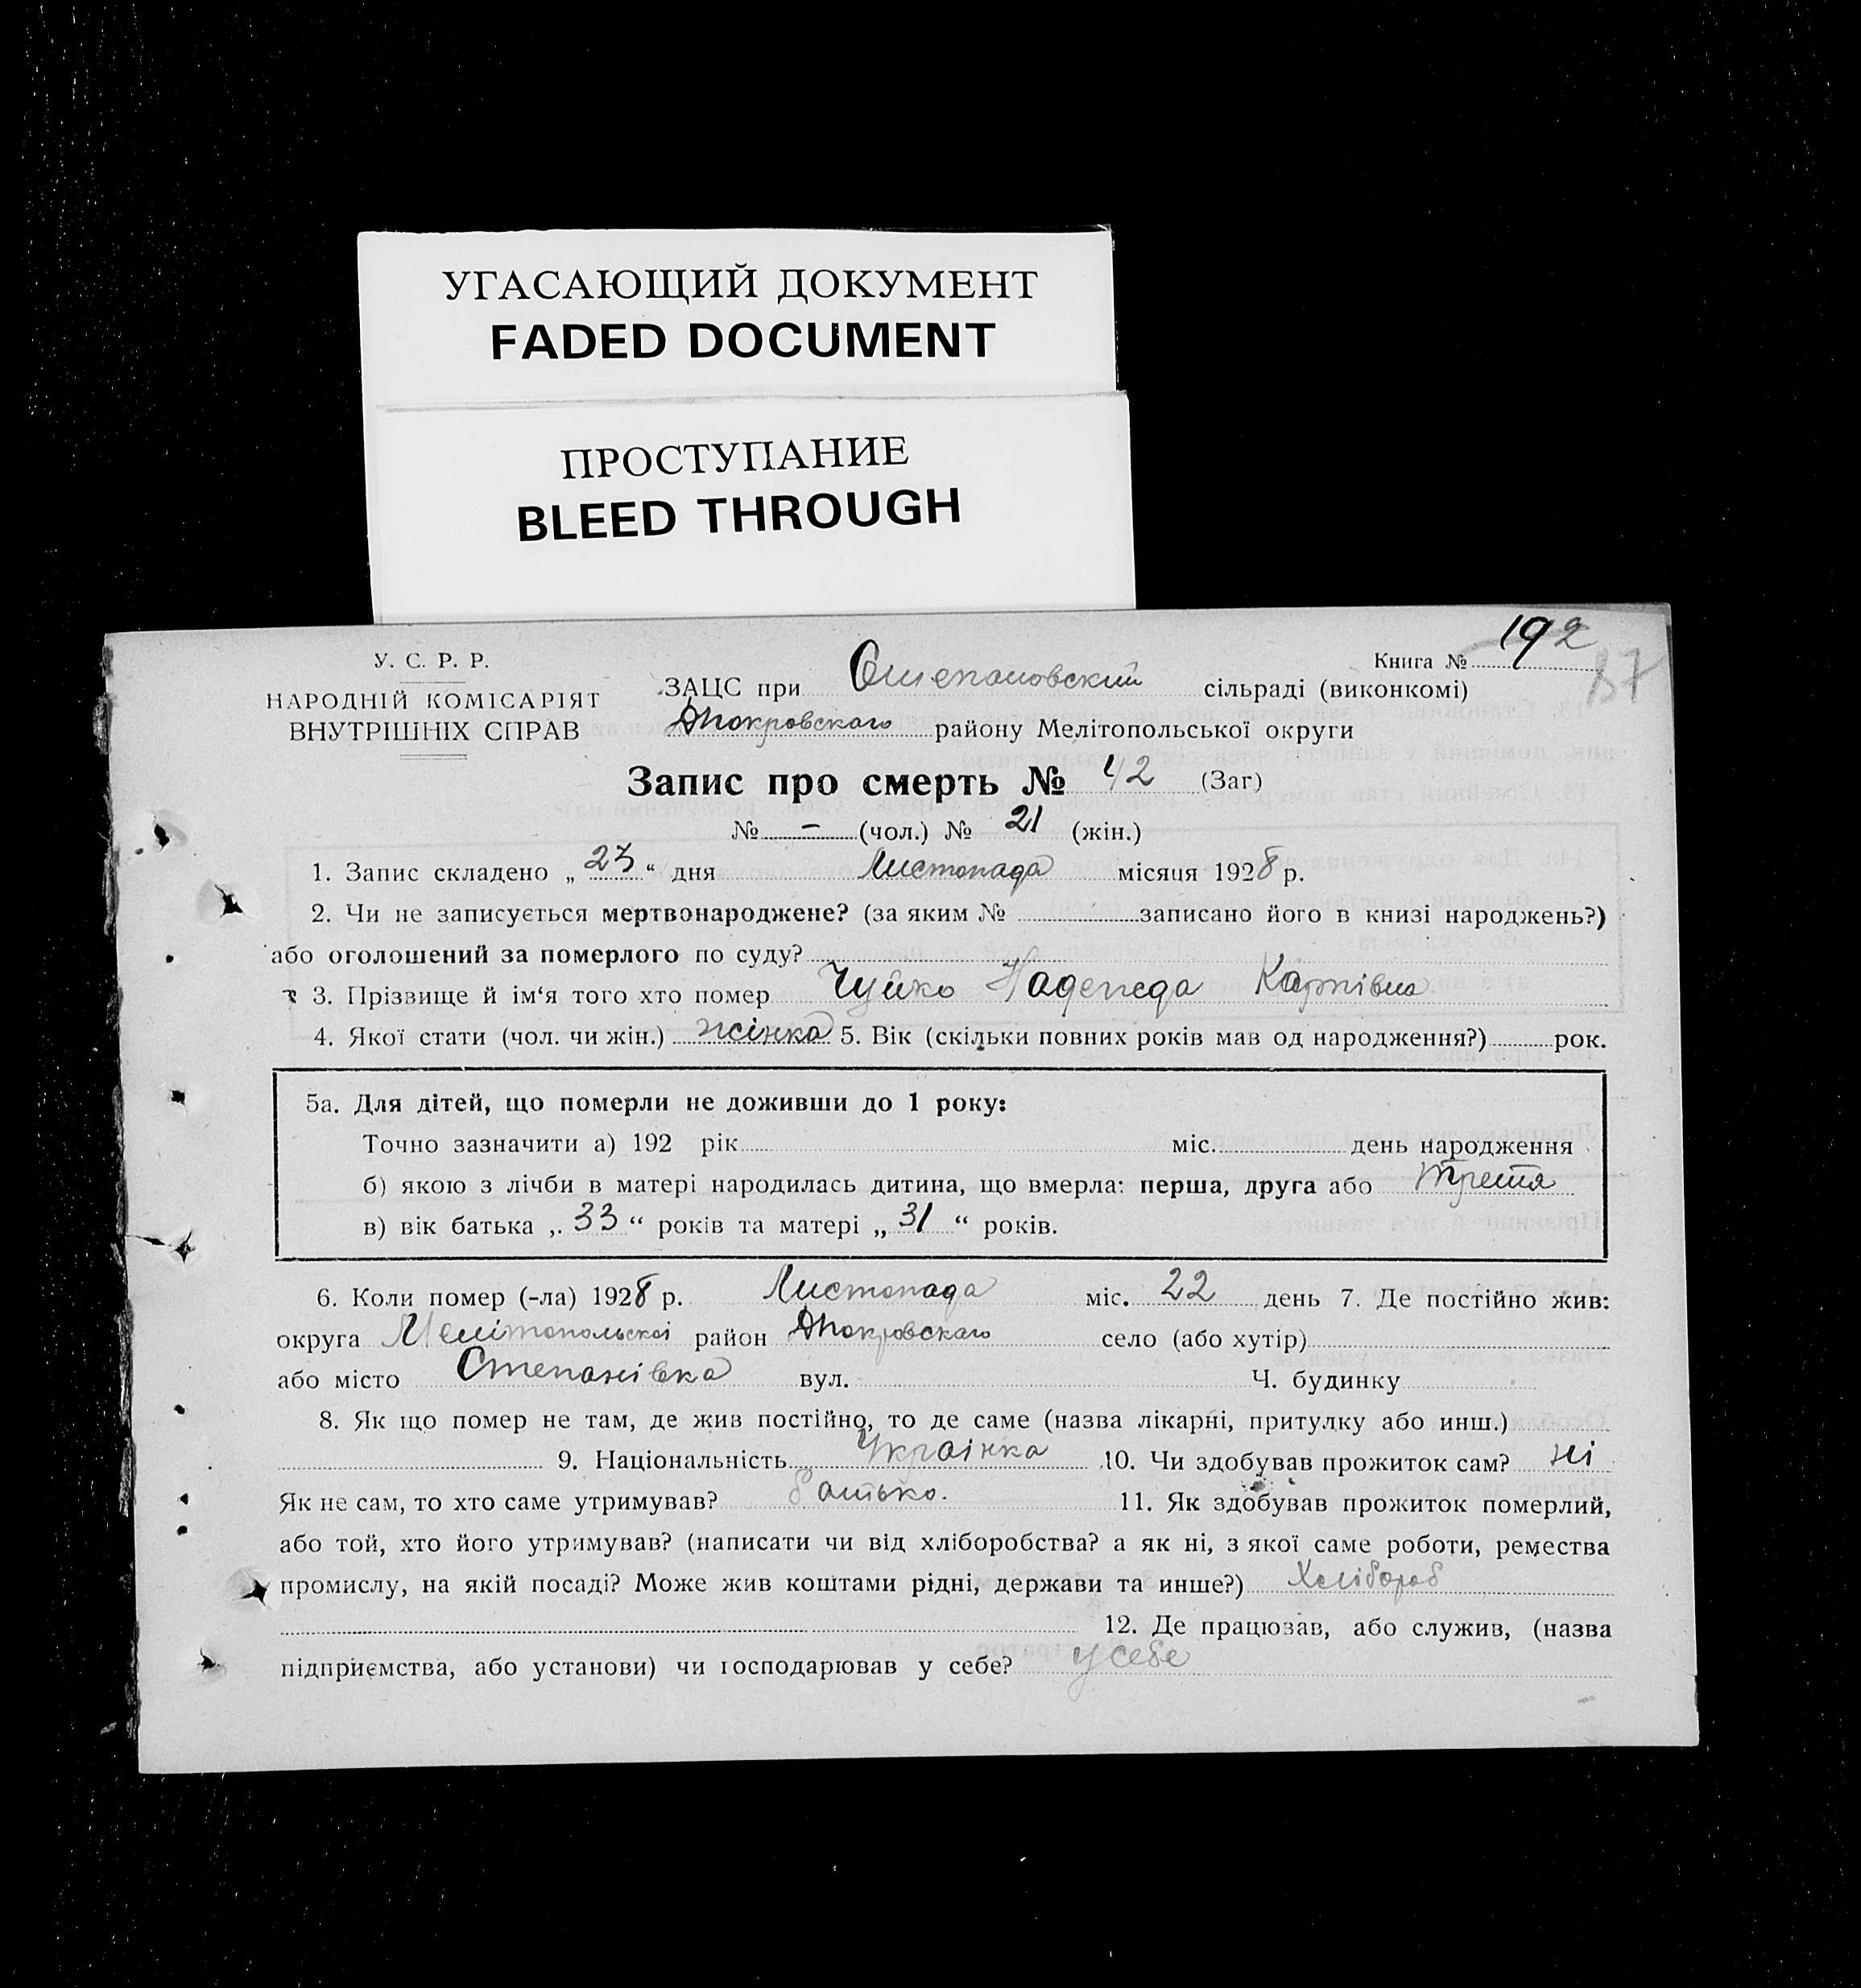 УГАСАЮЩИЙ ДОКУМЕНТ
FADED DOCUMENT
ПРОСТУПАНИЕ
BLEED THROUGH
192
87
У. С. Р. Р.
НАРОДНІЙ КОМІСАРІЯТ
ВНУТРІШНІХ СПРАВ
Книга №
ЗАЦС при Степановский сільраді (виконкомі)
Покровскаго району Мелітопольської округи
Запис про смерть № 42 (Заг)
№ – (чол.) № 21 (жін.)
1. Запис складено „ 23 “ дня Листопада місяця 1928 р.
2. Чи не записується мертвонароджене? (за яким № записано його в книзі народжень?)
або оголошений за померлого по суду?
3. Прізвище й ім‘я того хто помер Чуйко Надежда Карпівна
4. Якої стати (чол. чи жін.) жінка 5. Вік (скільки повних років мав од народження?) рок.
5а. Для дітей, що померли не доживши до 1 року:
Точно зазначити а) 192 рік міс. день народження
б) якою з лічби в матері народилась дитина, що вмерла: перша, друга або третя
в) вік батька „ 33 “ років та матері „ 31 “ років.
6. Коли помер (-ла) 1928 р. Листопада міс. 22 день 7. Де постійно жив:
округа Мелітопольскої район Покровскаго село (або хутір)
або місто Степанівка вул. Ч. будинку
8. Як що помер не там, де жив постійно, то де саме (назва лікарні, притулку або инш.)
9. Національність Українка 10. Чи здобував прожиток сам? ні
Як не сам, то хто саме утримував? батько. 11. Як здобував прожиток померлий,
або той, хто його утримував? (написати чи від хліборобства? а як ні, з якої саме роботи, ремества
промислу, на якій посаді? Може жив коштами рідні, держави та инше?) Хлібороб
12. Де працював, або служив, (назва
підприємства, або установи) чи господарював у себе? у себе